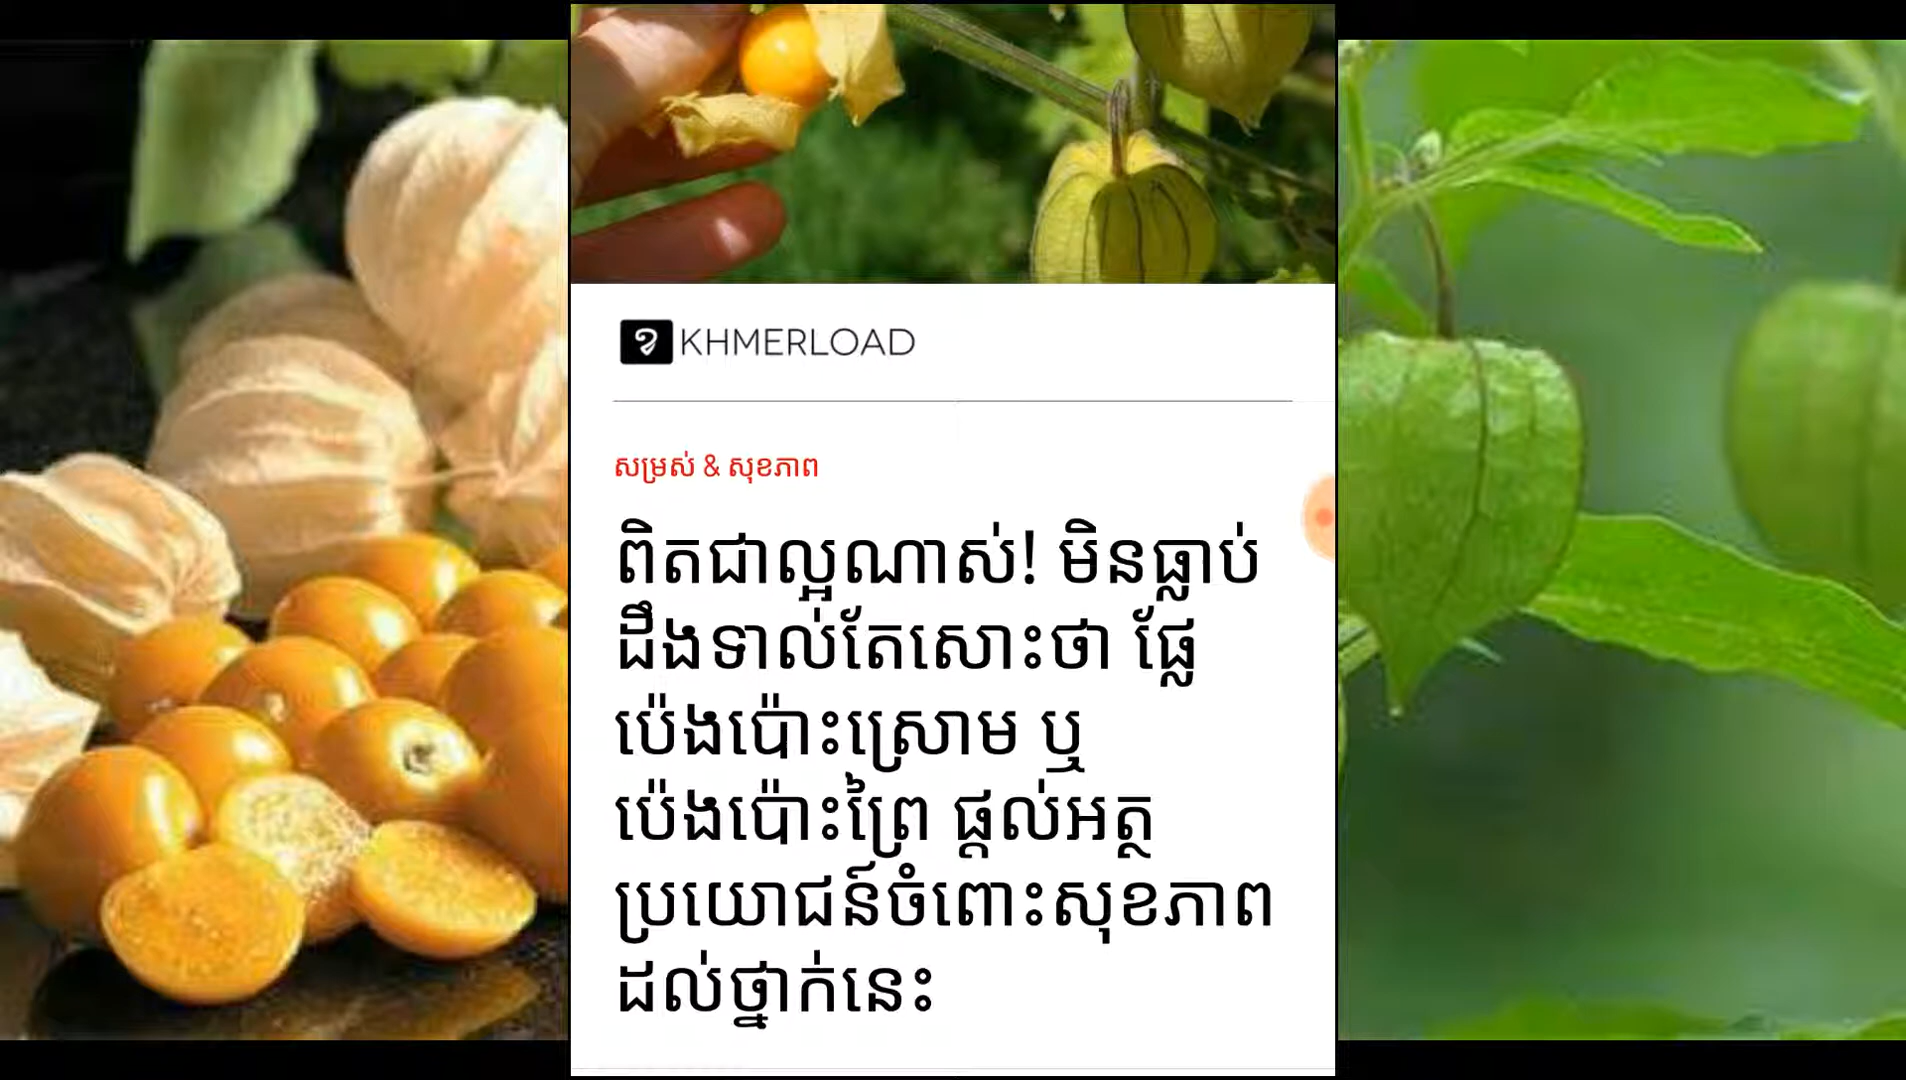 KHMERLOAD
សម្រស់ & សុខភាព
ពិតជាល្អណាស់! មិនធ្លាប់
ដឹងទាល់តែសោះថា ផ្លែ
ប៉េងប៉ោះស្រោម ឬ
ប៉េងប៉ោះព្រៃ ផ្ដល់អត្ថ
ប្រយោជន៍ចំពោះសុខភាព
ដល់ថ្នាក់នេះ